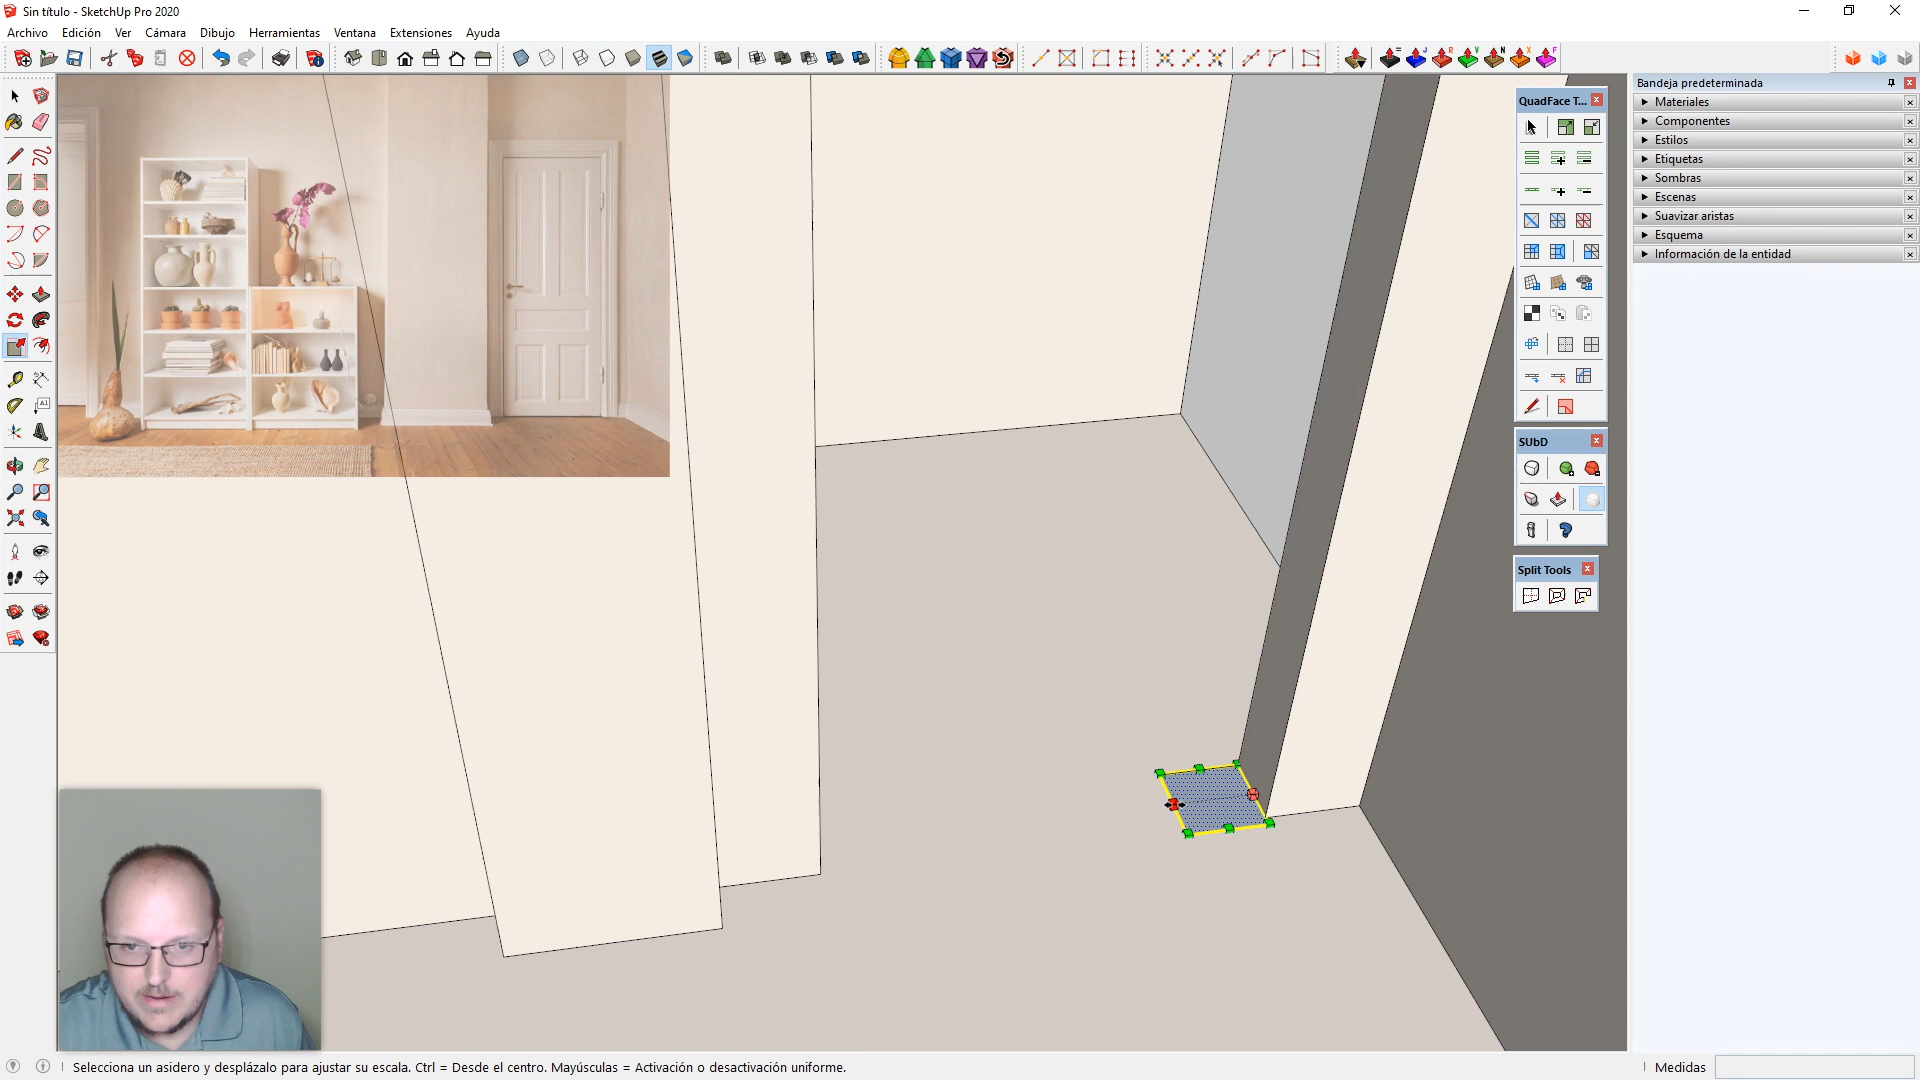 Sin título - SketchUp Pro 2020
Archivo Edición Ver Cámara Dibujo Herramientas Ventana Extensiones Ayuda
Bandeja predeterminada
Materiales
Componentes
Estilos
Etiquetas
Sombras
Escenas
Suavizar aristas
Esquema
Información de la entidad
QuadFace T...
SUbD
Split Tools
Selecciona un asidero y desplázalo para ajustar su escala. Ctrl = Desde el centro. Mayúsculas = Activación o desactivación uniforme.
Medidas